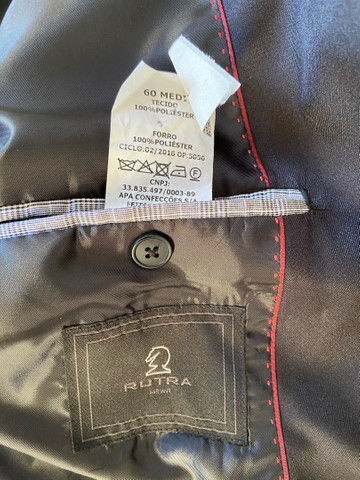 60 MEDI
TECIDO
100%POLIÉSTER
FORRO
100%POLIÉSTER
CICLO:02/2016 OP:5056
CNPJ:
33.835.497/0003-89
APA CONFECÇÕES S/A
RUTRA